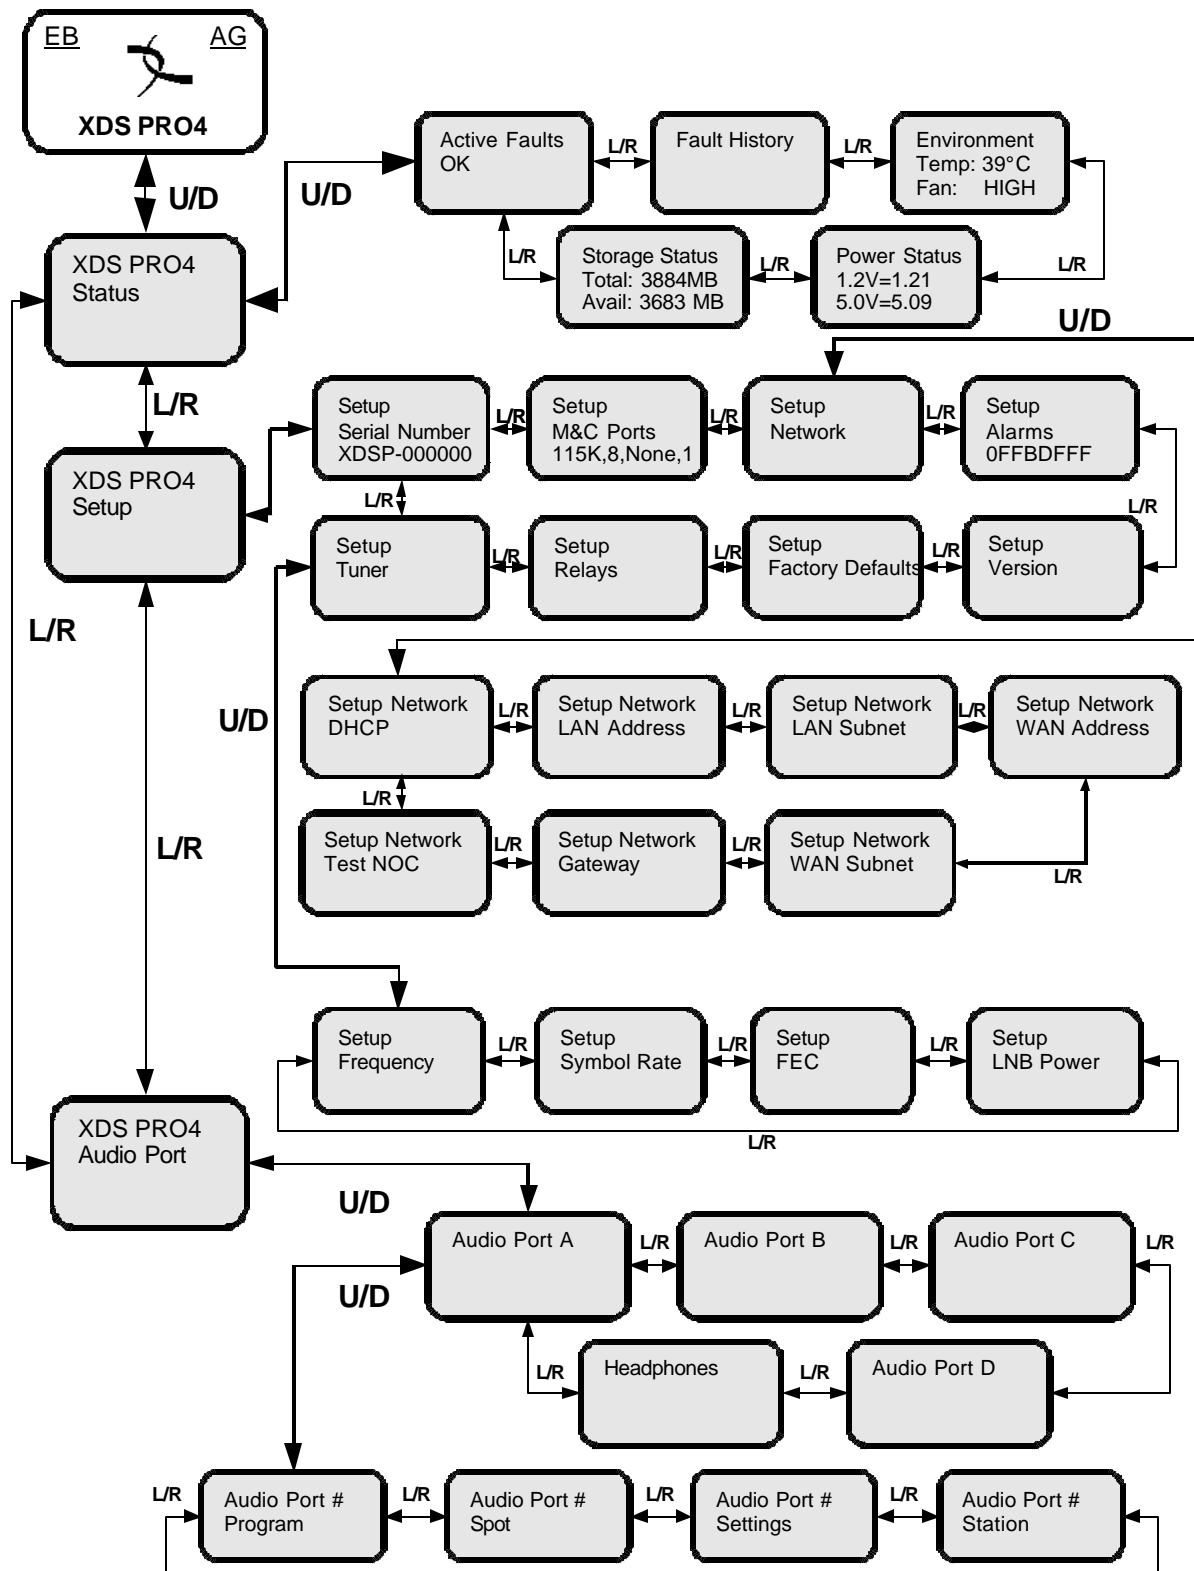 EB AG
XDS PRO4
U/D
XDS PRO4
Status
U/D
Active Faults
OK
L/R
Fault History
L/R
Environment
Temp: 39°C
Fan: HIGH
L/R
Storage Status
Total: 3884MB
Avail: 3683 MB
L/R
Power Status
1.2V=1.21
5.0V=5.09
L/R
U/D
L/R
XDS PRO4
Setup
Setup
Serial Number
XDSP-000000
L/R
Setup
M&C Ports
115K,8,None,1
L/R
Setup
Network
L/R
Setup
Alarms
0FFBDFFF
L/R
L/R
Setup
Tuner
L/R
Setup
Relays
L/R
Setup
Factory Defaults
L/R
Setup
Version
L/R
U/D
Setup Network
DHCP
L/R
Setup Network
LAN Address
L/R
Setup Network
LAN Subnet
L/R
Setup Network
WAN Address
L/R
L/R
Setup Network
Test NOC
L/R
Setup Network
Gateway
L/R
Setup Network
WAN Subnet
L/R
Setup
Frequency
L/R
Setup
Symbol Rate
L/R
Setup
FEC
L/R
Setup
LNB Power
L/R
XDS PRO4
Audio Port
U/D
Audio Port A
L/R
Audio Port B
L/R
Audio Port C
L/R
U/D
L/R
Headphones
L/R
Audio Port D
L/R
Audio Port #
Program
L/R
Audio Port #
Spot
L/R
Audio Port #
Settings
L/R
Audio Port #
Station